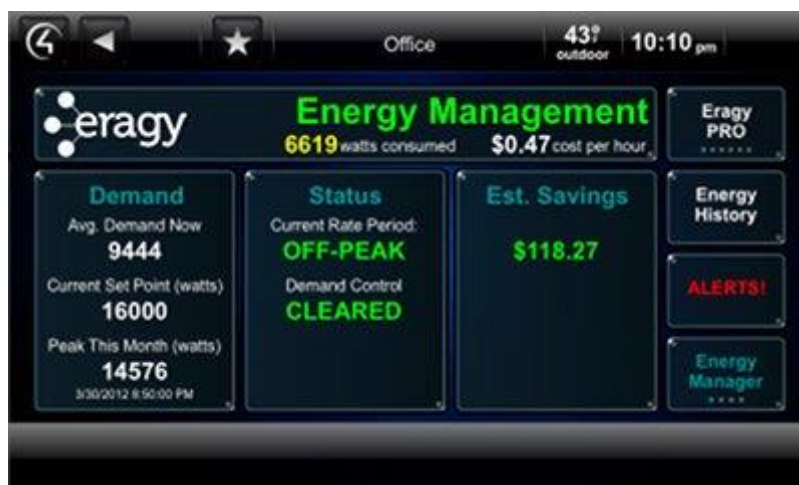 Office
43°
outdoor
10:10 pm
eragy
Energy Management
6619 watts consumed $0.47 cost per hour
Eragy
PRO
Demand
Avg. Demand Now
9444
Current Set Point (watts)
16000
Peak This Month (watts)
14576
3/30/2012 8:50:00 PM
Status
Current Rate Period:
OFF-PEAK
Demand Control
CLEARED
Est. Savings
$118.27
Energy
History
ALERTS!
Energy
Manager